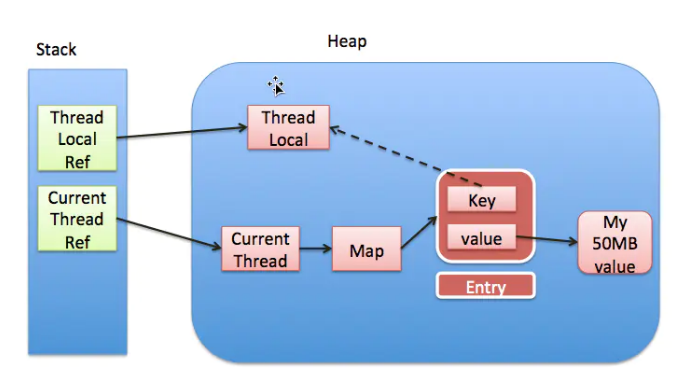 Stack
Heap
Thread
Local
Ref
Thread
Local
Current
Thread
Ref
Key
Current
Thread
Map
value
My
50MB
value
Entry